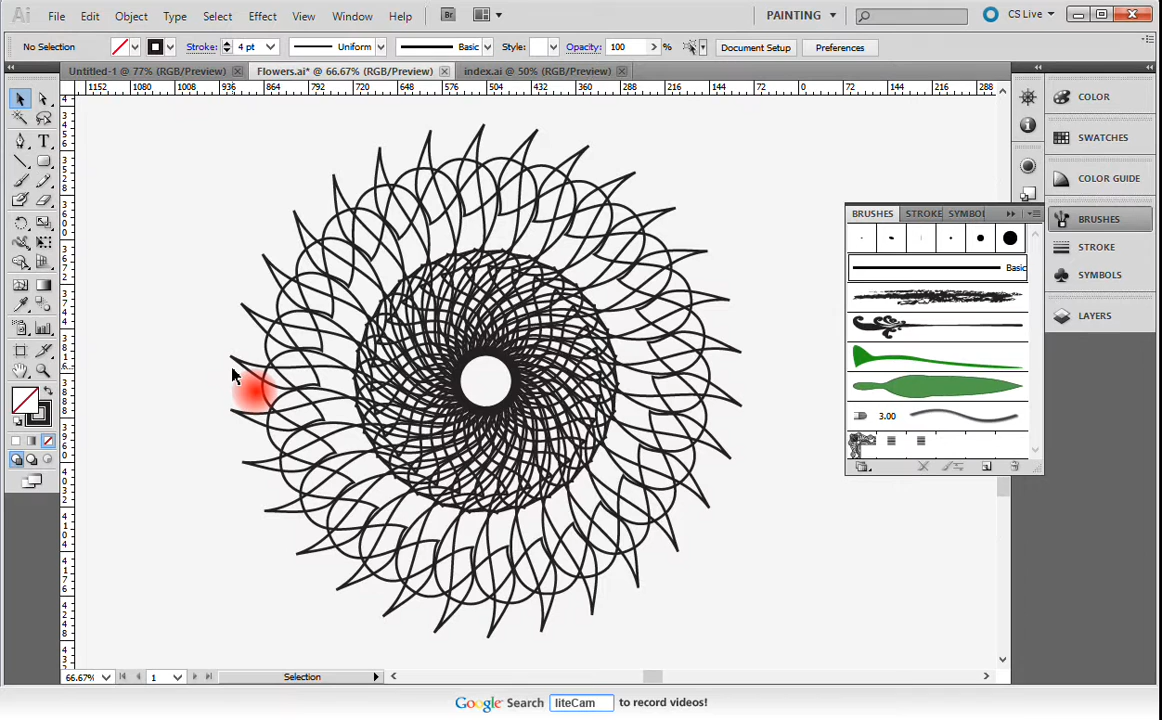 Ai File Edit Object Type Select Effect View Window Help Br PAINTING CS Live
No Selection Stroke: 4 pt Uniform Basic Style: Opacity: 100 % Document Setup Preferences
Untitled-1 @ 77% (RGB/Preview) Flowers.ai* @ 66.67% (RGB/Preview) index.ai @ 50% (RGB/Preview)
1152 1080 1008 936 864 792 720 648 576 504 432 360 288 216 144 72 0 72 144 216 288
COLOR
SWATCHES
COLOR GUIDE
BRUSHES
STROKE
SYMBOLS
LAYERS
BRUSHES STROKE SYMBOL
Basic
3.00
66.67% 1 Selection
Google Search liteCam to record videos!